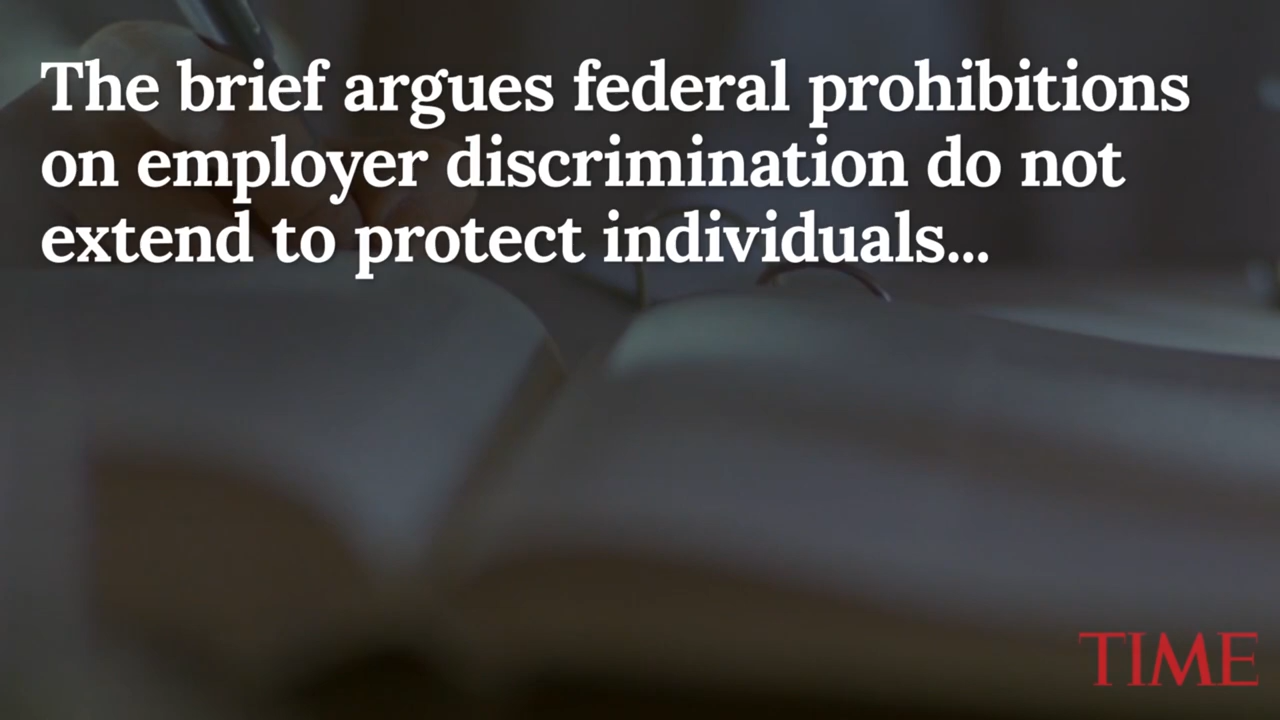 The brief argues federal prohibitions
on employer discrimination do not
extend to protect individuals...
TIME